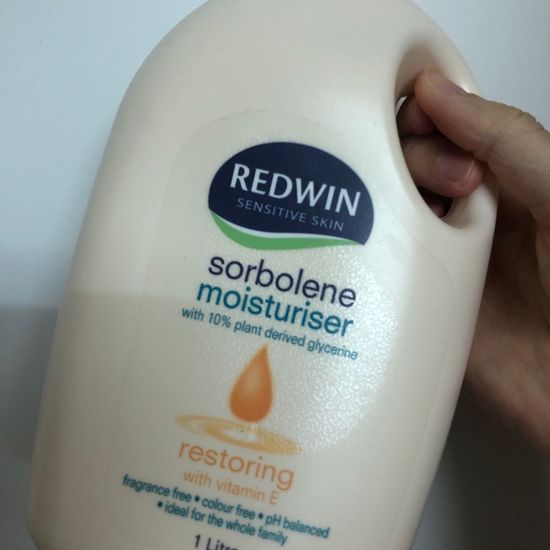 REDWIN
SENSITIVE SKIN
sorbolene
moisturiser
with 10% plant derived glycerine
restoring
with vitamin E
fragrance free • colour free • pH balanced
• ideal for the whole family
1 Litre